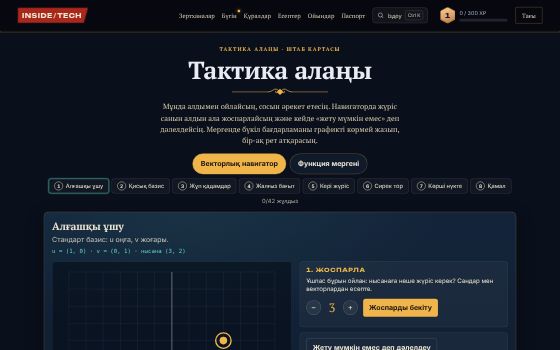 INSIDE/TECH
Зертханалар Бүгін Құралдар Есептер Ойындар Паспорт Іздеу Ctrl K 1 0 / 300 XP Тағы
ТАКТИКА АЛАҢЫ · ШТАБ КАРТАСЫ
Тактика алаңы
Мұнда алдымен ойлайсың, сосын әрекет етесің. Навигаторда жүріс
санын алдын ала жоспарлайсың және кейде «жету мүмкін емес» деп
дәлелдейсің. Мергенде бүкіл бағдарламаны графикті көрмей жазып,
бір-ақ рет атқарасың.
Векторлық навигатор Функция мергені
1 Алғашқы ұшу 2 Қисық базис 3 Жұп қадамдар 4 Жалғыз бағыт 5 Кері жүріс 6 Сирек тор 7 Көрші нүкте 8 Қамал
0/42 жұлдыз
Алғашқы ұшу
Стандарт базис: u оңға, v жоғары.
u = (1, 0) · v = (0, 1) · нысана (3, 2)
1. ЖОСПАРЛА
Ұшпас бұрын ойлан: нысанаға неше жүріс керек? Сандар мен
векторлардан есепте.
− 3 + Жоспарды бекіту
Жету мүмкін емес деп дәлелдеу